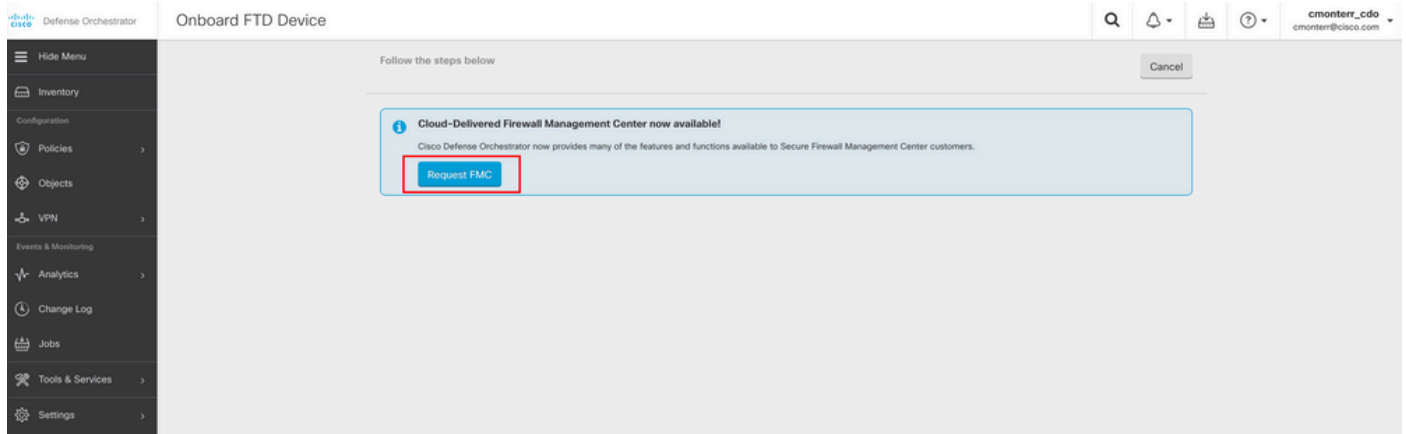 cisco Defense Orchestrator
Onboard FTD Device
cmonterr_cdo
cmonterr@cisco.com
Hide Menu
Inventory
Configuration
Policies
Objects
VPN
Events & Monitoring
Analytics
Change Log
Jobs
Tools & Services
Settings
Follow the steps below
Cancel
Cloud-Delivered Firewall Management Center now available!
Cisco Defense Orchestrator now provides many of the features and functions available to Secure Firewall Management Center customers.
Request FMC